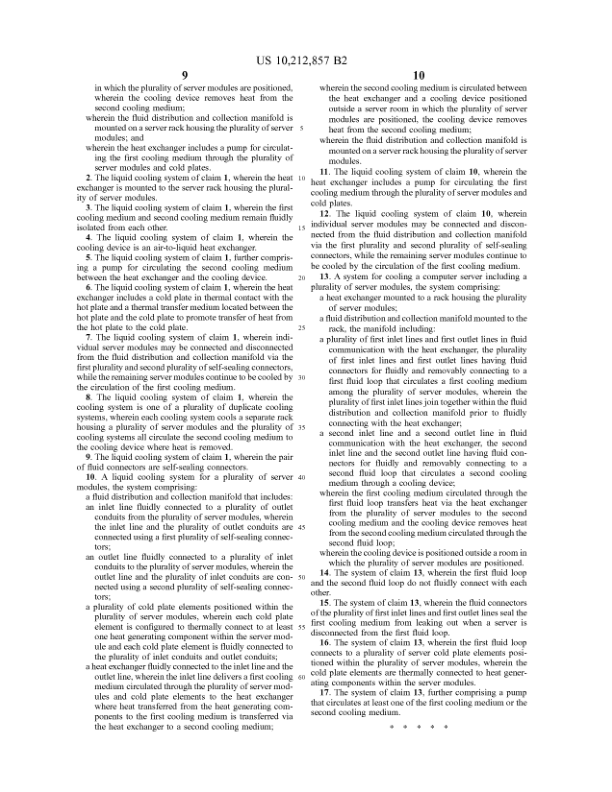 US 10,212,857 B2
9
in which the plurality of server modules are positioned,
wherein the cooling device removes heat from the
second cooling medium;
wherein the fluid distribution and collection manifold is
mounted on a server rack housing the plurality of server 5
modules; and
wherein the heat exchanger includes a pump for circulat-
ing the first cooling medium through the plurality of
server modules and cold plates.
2. The liquid cooling system of claim 1, wherein the heat 10
exchanger is mounted to the server rack housing the plural-
ity of server modules.
3. The liquid cooling system of claim 1, wherein the first
cooling medium and second cooling medium remain fluidly
isolated from each other. 15
4. The liquid cooling system of claim 1, wherein the
cooling device is an air-to-liquid heat exchanger.
5. The liquid cooling system of claim 1, further compris-
ing a pump for circulating the second cooling medium
between the heat exchanger and the cooling device. 20
6. The liquid cooling system of claim 1, wherein the heat
exchanger includes a cold plate in thermal contact with the
hot plate and a thermal transfer medium located between the
hot plate and the cold plate to promote transfer of heat from
the hot plate to the cold plate. 25
7. The liquid cooling system of claim 1, wherein indi-
vidual server modules may be connected and disconnected
from the fluid distribution and collection manifold via the
first plurality and second plurality of self-sealing connectors,
while the remaining server modules continue to be cooled by 30
the circulation of the first cooling medium.
8. The liquid cooling system of claim 1, wherein the
cooling system is one of a plurality of duplicate cooling
systems, wherein each cooling system cools a separate rack
housing a plurality of server modules and the plurality of 35
cooling systems all circulate the second cooling medium to
the cooling device where heat is removed.
9. The liquid cooling system of claim 1, wherein the pair
of fluid connectors are self-sealing connectors.
10. A liquid cooling system for a plurality of server 40
modules, the system comprising:
a fluid distribution and collection manifold that includes:
an inlet line fluidly connected to a plurality of outlet
conduits from the plurality of server modules, wherein
the inlet line and the plurality of outlet conduits are 45
connected using a first plurality of self-sealing connec-
tors;
an outlet line fluidly connected to a plurality of inlet
conduits to the plurality of server modules, wherein the
outlet line and the plurality of inlet conduits are con- 50
nected using a second plurality of self-sealing connec-
tors;
a plurality of cold plate elements positioned within the
plurality of server modules, wherein each cold plate
element is configured to thermally connect to at least 55
one heat generating component within the server mod-
ule and each cold plate element is fluidly connected to
the plurality of inlet conduits and outlet conduits;
a heat exchanger fluidly connected to the inlet line and the
outlet line, wherein the inlet line delivers a first cooling 60
medium circulated through the plurality of server mod-
ules and cold plate elements to the heat exchanger
where heat transferred from the heat generating com-
ponents to the first cooling medium is transferred via
the heat exchanger to a second cooling medium;
10
wherein the second cooling medium is circulated between
the heat exchanger and a cooling device positioned
outside a server room in which the plurality of server
modules are positioned, the cooling device removes
heat from the second cooling medium;
wherein the fluid distribution and collection manifold is
mounted on a server rack housing the plurality of server
modules.
11. The liquid cooling system of claim 10, wherein the
heat exchanger includes a pump for circulating the first
cooling medium through the plurality of server modules and
cold plates.
12. The liquid cooling system of claim 10, wherein
individual server modules may be connected and discon-
nected from the fluid distribution and collection manifold
via the first plurality and second plurality of self-sealing
connectors, while the remaining server modules continue to
be cooled by the circulation of the first cooling medium.
13. A system for cooling a computer server including a
plurality of server modules, the system comprising:
a heat exchanger mounted to a rack housing the plurality
of server modules;
a fluid distribution and collection manifold mounted to the
rack, the manifold including:
a plurality of first inlet lines and first outlet lines in fluid
communication with the heat exchanger, the plurality
of first inlet lines and first outlet lines having fluid
connectors for fluidly and removably connecting to a
first fluid loop that circulates a first cooling medium
among the plurality of server modules, wherein the
plurality of first inlet lines join together within the fluid
distribution and collection manifold prior to fluidly
connecting with the heat exchanger;
a second inlet line and a second outlet line in fluid
communication with the heat exchanger, the second
inlet line and the second outlet line having fluid con-
nectors for fluidly and removably connecting to a
second fluid loop that circulates a second cooling
medium through a cooling device;
wherein the first cooling medium circulated through the
first fluid loop transfers heat via the heat exchanger
from the plurality of server modules to the second
cooling medium and the cooling device removes heat
from the second cooling medium circulated through the
second fluid loop;
wherein the cooling device is positioned outside a room in
which the plurality of server modules are positioned.
14. The system of claim 13, wherein the first fluid loop
and the second fluid loop do not fluidly connect with each
other.
15. The system of claim 13, wherein the fluid connectors
of the plurality of first inlet lines and first outlet lines seal the
first cooling medium from leaking out when a server is
disconnected from the first fluid loop.
16. The system of claim 13, wherein the first fluid loop
connects to a plurality of server cold plate elements posi-
tioned within the plurality of server modules, wherein the
cold plate elements are thermally connected to heat gener-
ating components within the server modules.
17. The system of claim 13, further comprising a pump
that circulates at least one of the first cooling medium or the
second cooling medium.
* * * * *